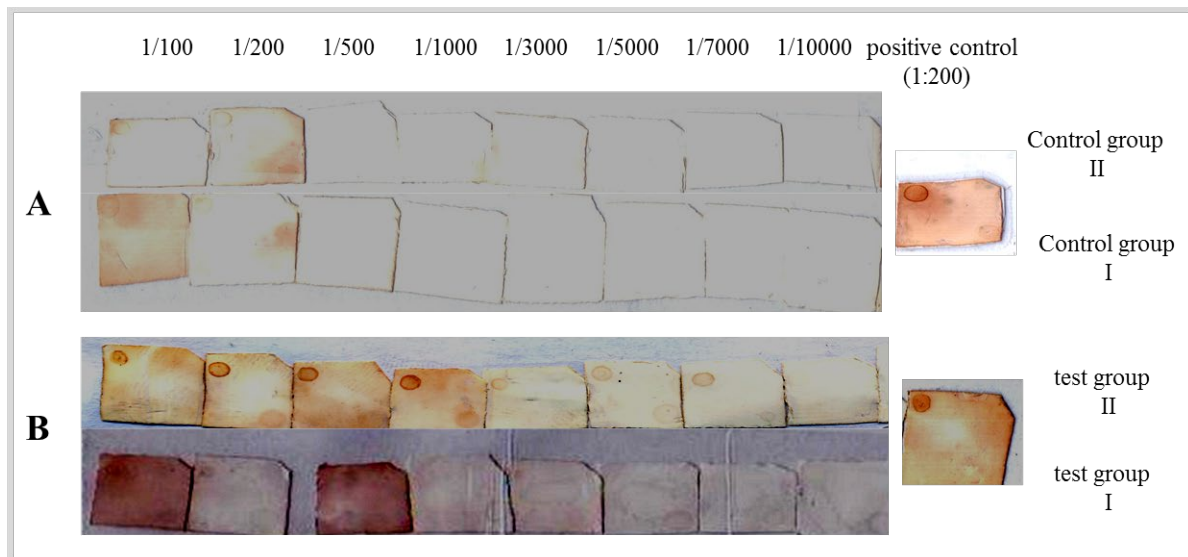 1/100 1/200 1/500 1/1000 1/3000 1/5000 1/7000 1/10000 positive control
(1:200)
A
Control group
II
Control group
I
B
test group
II
test group
I